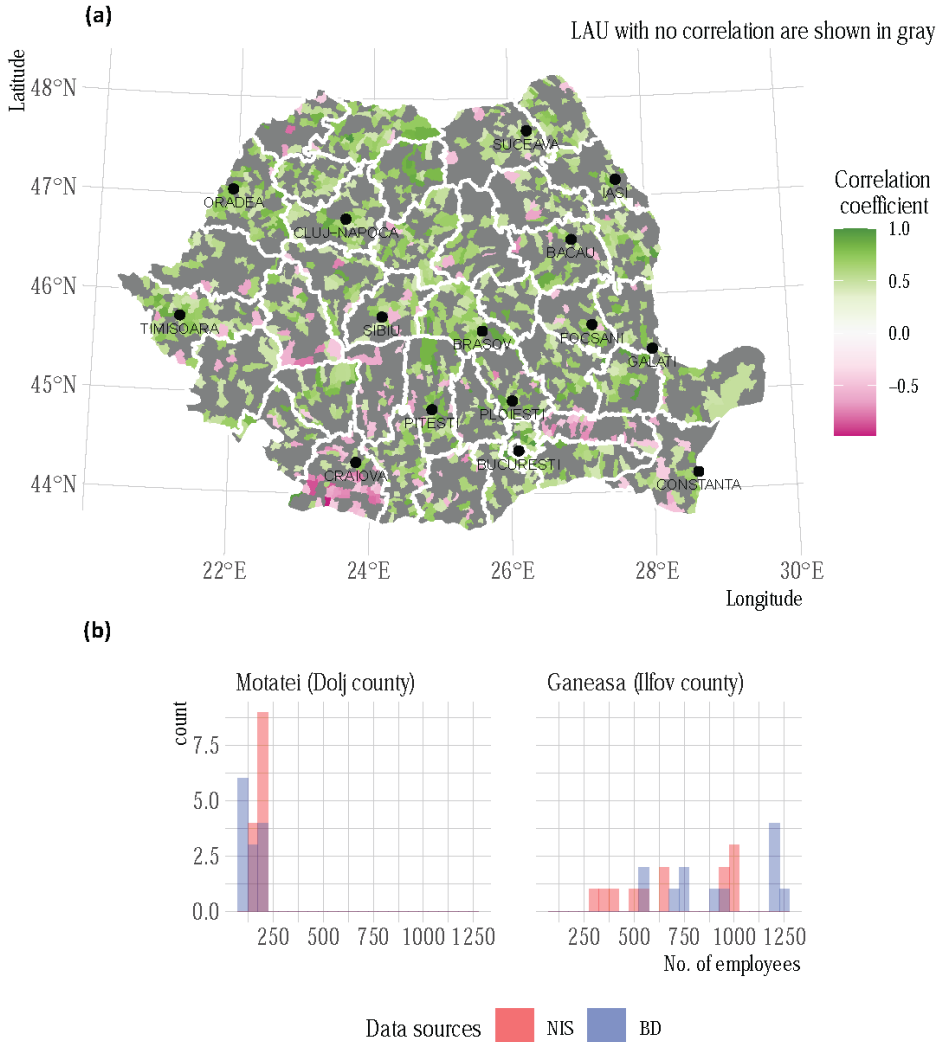 (a)
LAU with no correlation are shown in gray
Latitude
48°N
47°N
46°N
45°N
44°N
SUCEAVA
IASI
ORADEA
CLUJ-NAPOCA
BACAU
TIMISOARA
SIBIU
BRASOV
FOCSANI
GALATI
PITESTI
PLOIESTI
BUCURESTI
CRAIOVA
CONSTANTA
22°E 24°E 26°E 28°E 30°E
Longitude
Correlation
coefficient
1.0
0.5
0.0
−0.5
(b)
Motatei (Dolj county)
Ganeasa (Ilfov county)
count
7.5
5.0
2.5
0.0
250 500 750 1000 1250
250 500 750 1000 1250
No. of employees
Data sources NIS BD